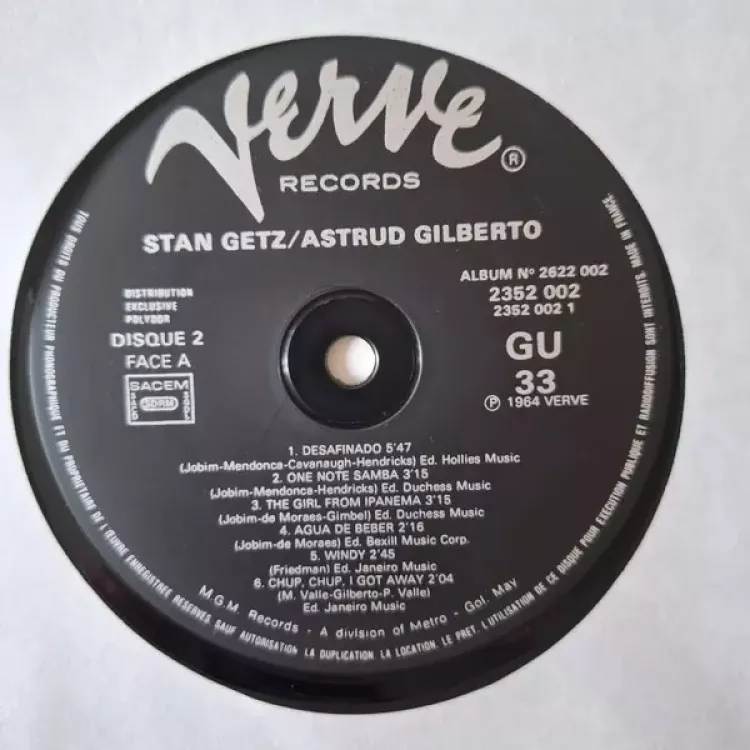 Verve ®
RECORDS
STAN GETZ/ASTRUD GILBERTO
DISTRIBUTION
EXCLUSIVE
POLYDOR
DISQUE 2
FACE A
SACEM
SACD SDRM SGDL
ALBUM Nº 2622 002
2352 002
2352 002 1
GU
33
Ⓟ 1964 VERVE
1. DESAFINADO 5'47
(Jobim-Mendonca-Cavanaugh-Hendricks) Ed. Hollies Music
2. ONE NOTE SAMBA 3'15
(Jobim-Mendonca-Hendricks) Ed. Duchess Music
3. THE GIRL FROM IPANEMA 3'15
(Jobim-de Moraes-Gimbel) Ed. Duchess Music
4. AGUA DE BEBER 2'16
(Jobim-de Moraes) Ed. Bexill Music Corp.
5. WINDY 2'45
(Friedman) Ed. Janeiro Music
6. CHUP, CHUP, I GOT AWAY 2'04
(M. Valle-Gilberto-P. Valle)
Ed. Janeiro Music
M.G.M. Records - A division of Metro - Gol. May
TOUS DROITS DU PRODUCTEUR PHONOGRAPHIQUE ET DU PROPRIETAIRE DE L'ŒUVRE ENREGISTREE RESERVES SAUF AUTORISATION LA DUPLICATION, LA LOCATION, LE PRET, L'UTILISATION DE CE DISQUE POUR EXECUTION PUBLIQUE ET RADIODIFFUSION SONT INTERDITS. MADE IN FRANCE.